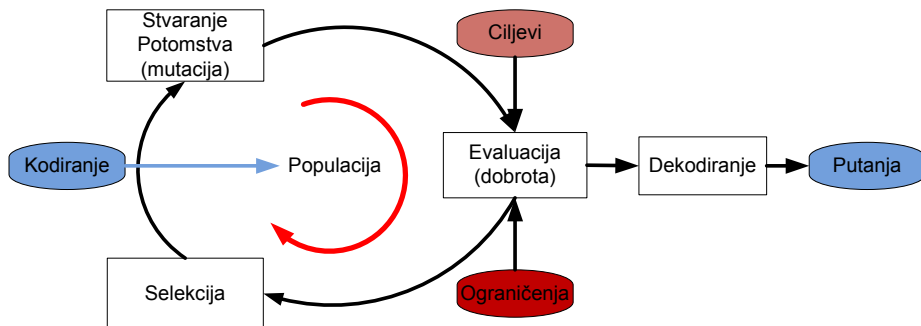 Stvaranje
Potomstva
(mutacija)
Ciljevi
Kodiranje
Populacija
Evaluacija
(dobrota)
Dekodiranje
Putanja
Selekcija
Ograničenja